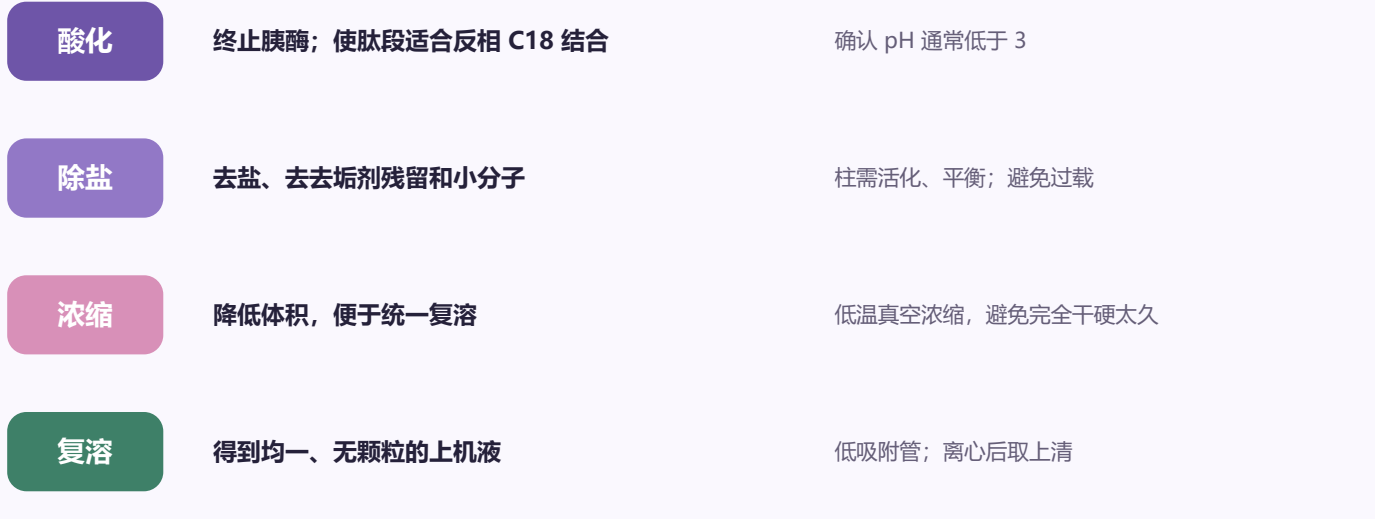 酸化
终止胰酶；使肽段适合反相 C18 结合
确认 pH 通常低于 3
除盐
去盐、去去垢剂残留和小分子
柱需活化、平衡；避免过载
浓缩
降低体积，便于统一复溶
低温真空浓缩，避免完全干硬太久
复溶
得到均一、无颗粒的上机液
低吸附管；离心后取上清